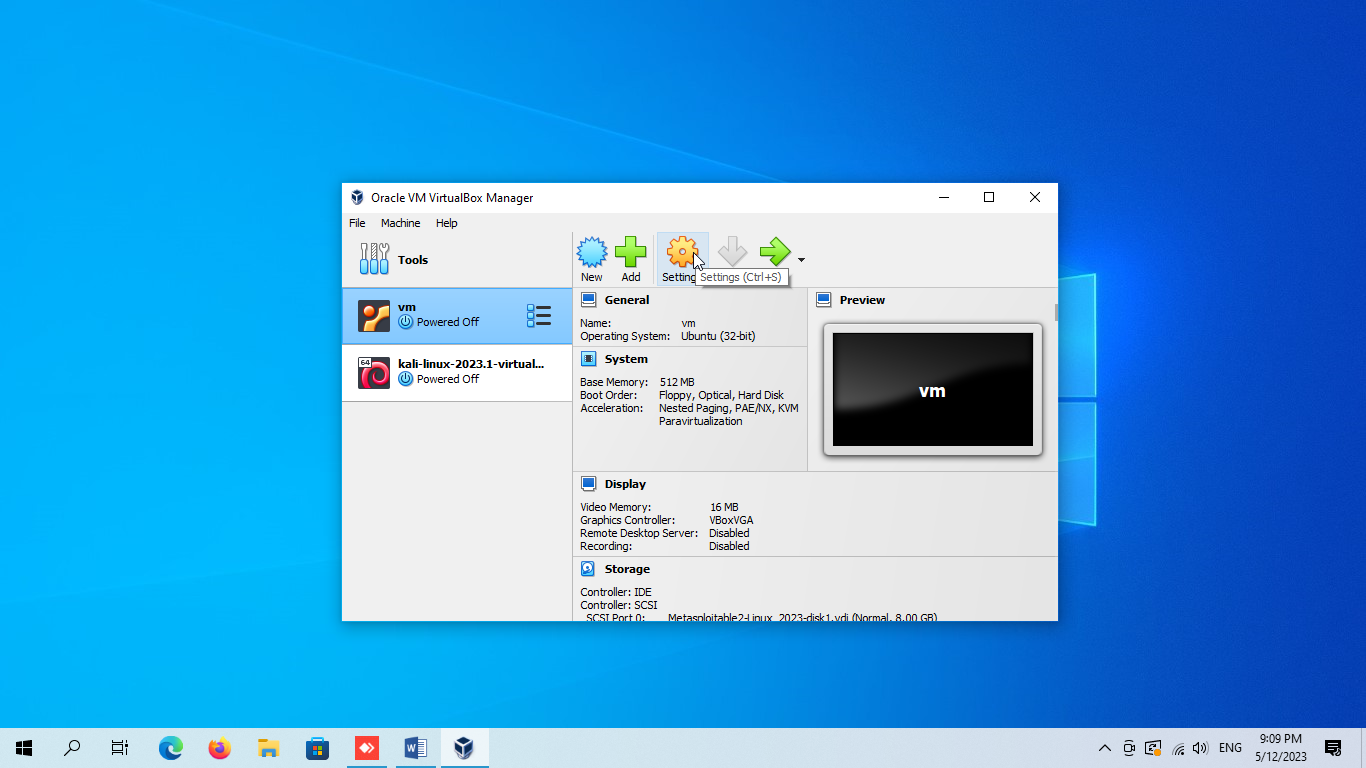 Oracle VM VirtualBox Manager
File Machine Help
Tools
New Add Setting
Settings (Ctrl+S)
vm
Powered Off
64
kali-linux-2023.1-virtual...
Powered Off
General
Name: vm
Operating System: Ubuntu (32-bit)
System
Base Memory: 512 MB
Boot Order: Floppy, Optical, Hard Disk
Acceleration: Nested Paging, PAE/NX, KVM
Paravirtualization
Preview
vm
Display
Video Memory: 16 MB
Graphics Controller: VBoxVGA
Remote Desktop Server: Disabled
Recording: Disabled
Storage
Controller: IDE
Controller: SCSI
SCSI Port 0: Metasploitable2-Linux_2023-disk1.vdi (Normal, 8.00 GB)
W
ENG
9:09 PM
5/12/2023